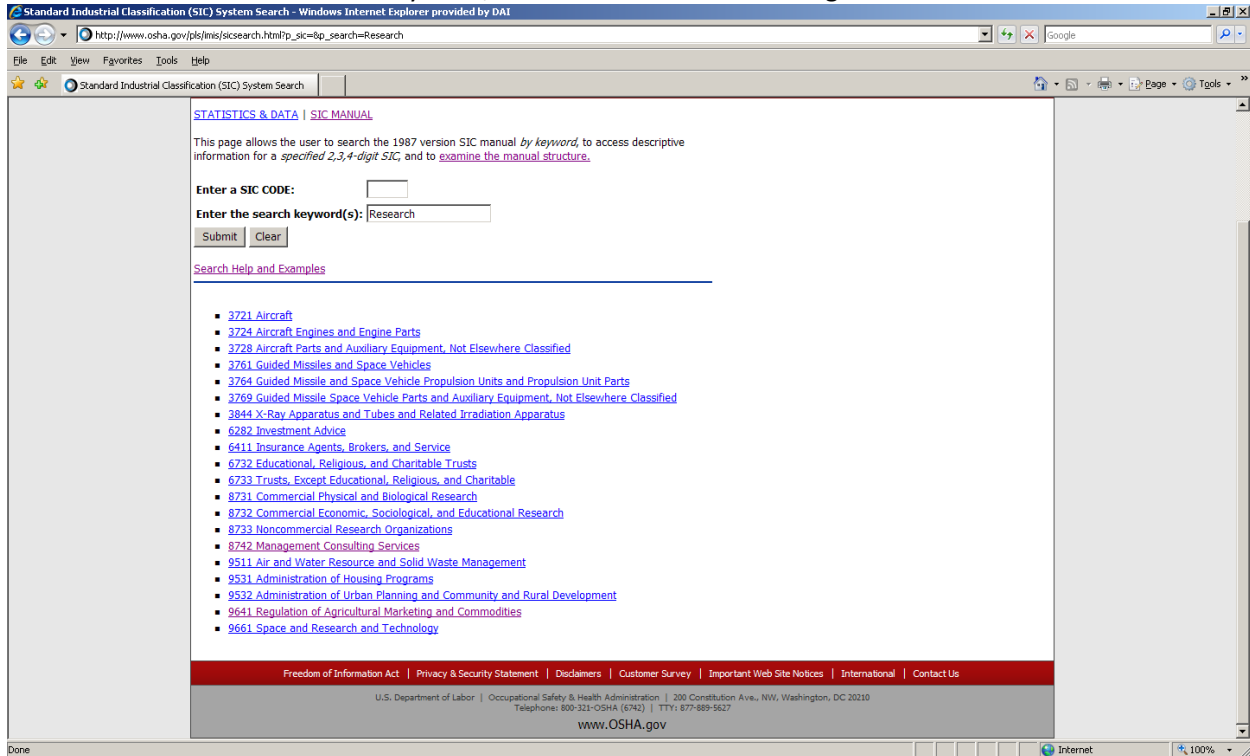 Standard Industrial Classification (SIC) System Search - Windows Internet Explorer provided by DAI
http://www.osha.gov/pls/imis/sicsearch.html?p_sic=&p_search=Research
Google
File Edit View Favorites Tools Help
Standard Industrial Classification (SIC) System Search
Page Tools »
STATISTICS & DATA | SIC MANUAL
This page allows the user to search the 1987 version SIC manual by keyword, to access descriptive
information for a specified 2,3,4-digit SIC, and to examine the manual structure.
Enter a SIC CODE:
Enter the search keyword(s): Research
Submit Clear
Search Help and Examples
3721 Aircraft
3724 Aircraft Engines and Engine Parts
3728 Aircraft Parts and Auxiliary Equipment, Not Elsewhere Classified
3761 Guided Missiles and Space Vehicles
3764 Guided Missile and Space Vehicle Propulsion Units and Propulsion Unit Parts
3769 Guided Missile Space Vehicle Parts and Auxiliary Equipment, Not Elsewhere Classified
3844 X-Ray Apparatus and Tubes and Related Irradiation Apparatus
6282 Investment Advice
6411 Insurance Agents, Brokers, and Service
6732 Educational, Religious, and Charitable Trusts
6733 Trusts, Except Educational, Religious, and Charitable
8731 Commercial Physical and Biological Research
8732 Commercial Economic, Sociological, and Educational Research
8733 Noncommercial Research Organizations
8742 Management Consulting Services
9511 Air and Water Resource and Solid Waste Management
9531 Administration of Housing Programs
9532 Administration of Urban Planning and Community and Rural Development
9641 Regulation of Agricultural Marketing and Commodities
9661 Space and Research and Technology
Freedom of Information Act | Privacy & Security Statement | Disclaimers | Customer Survey | Important Web Site Notices | International | Contact Us
U.S. Department of Labor | Occupational Safety & Health Administration | 200 Constitution Ave., NW, Washington, DC 20210
Telephone: 800-321-OSHA (6742) | TTY: 877-889-5627
www.OSHA.gov
Done Internet 100%